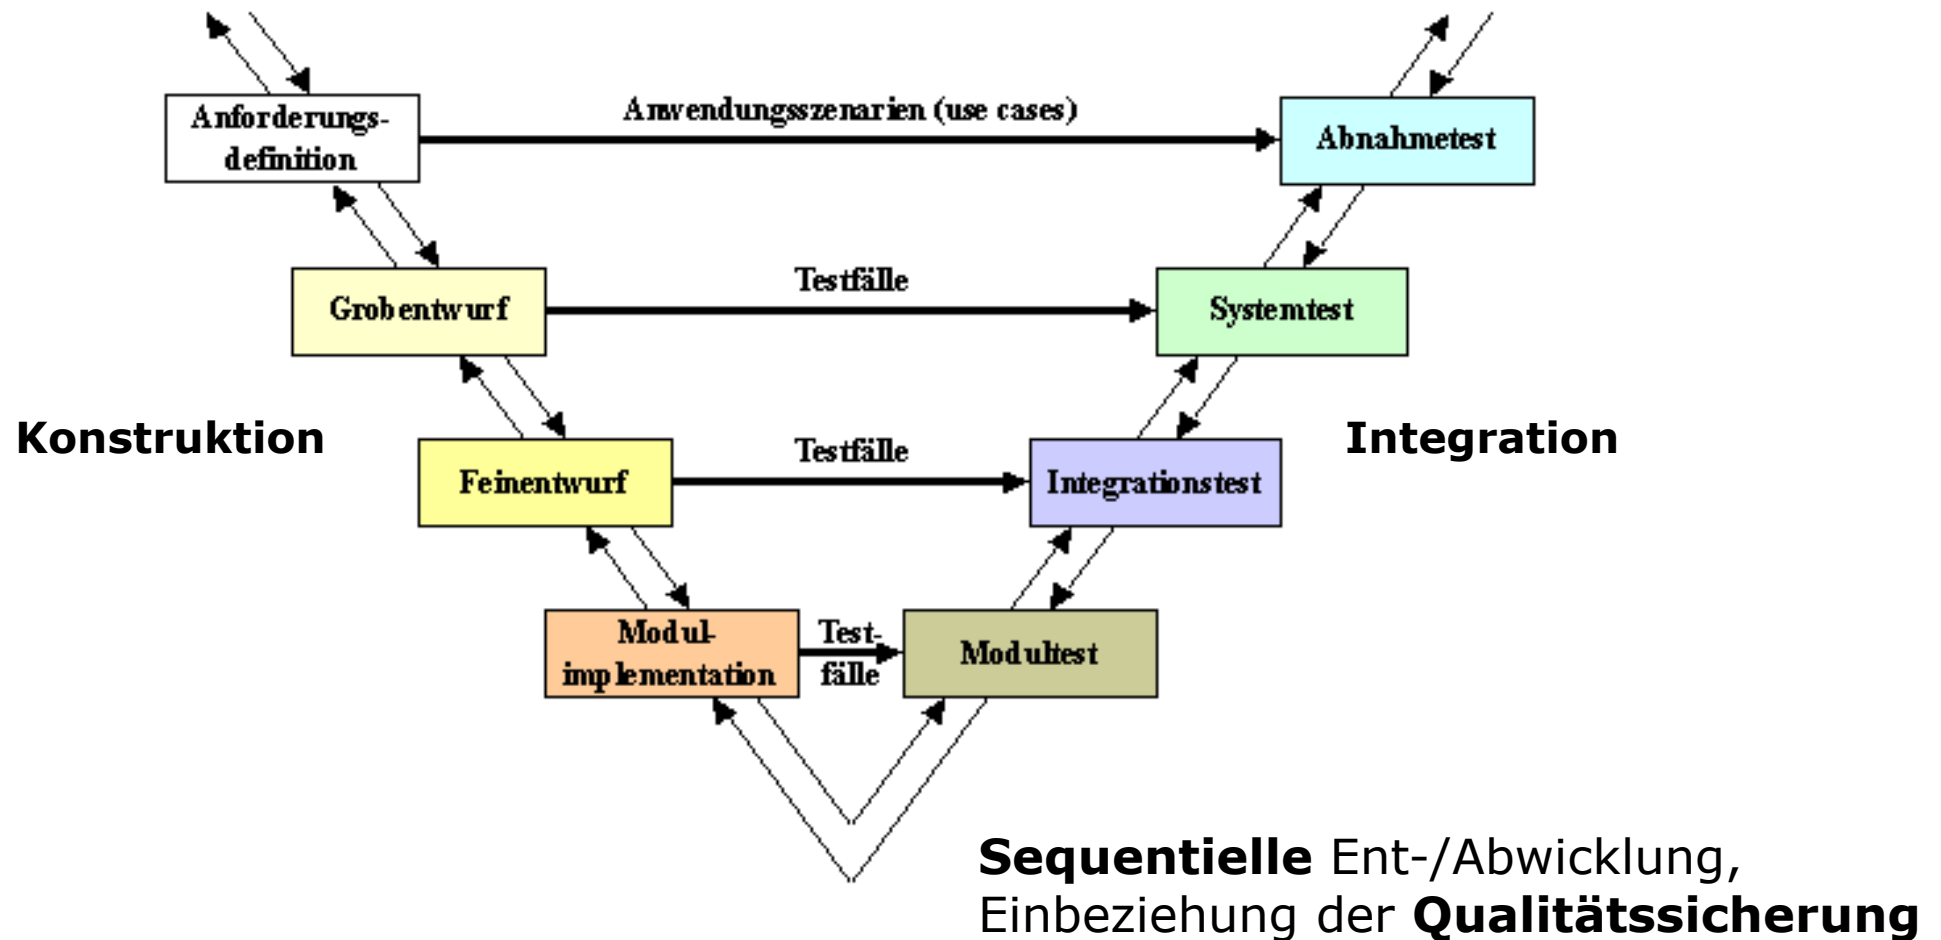 Anforderungs-
definition
Anwendungsszenarien (use cases)
Abnahmetest
Grobentwurf
Testfälle
Systemtest
Konstruktion
Integration
Feinentwurf
Testfälle
Integrationstest
Modul-
implementation
Test-
fälle
Modultest
Sequentielle Ent-/Abwicklung,
Einbeziehung der Qualitätssicherung